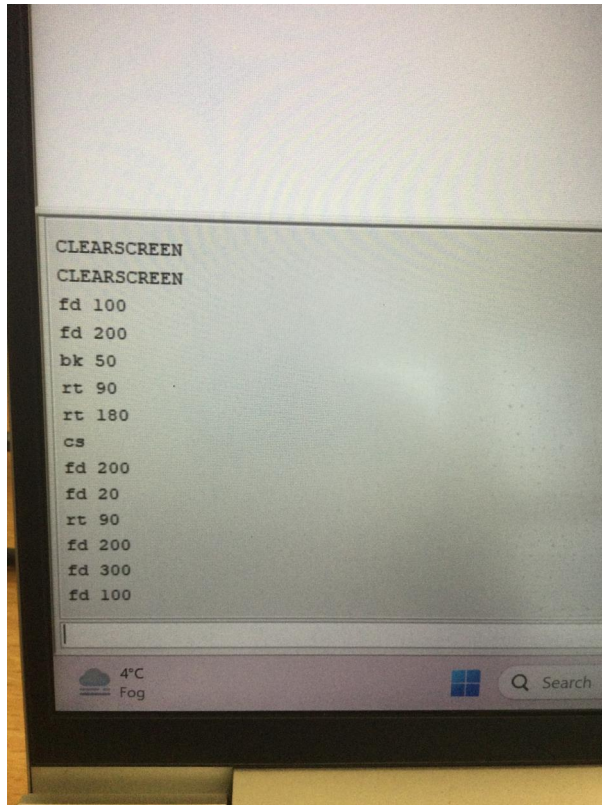 CLEARSCREEN
CLEARSCREEN
fd 100
fd 200
bk 50
rt 90
rt 180
cs
fd 200
fd 20
rt 90
fd 200
fd 300
fd 100
4°C
Fog
Search